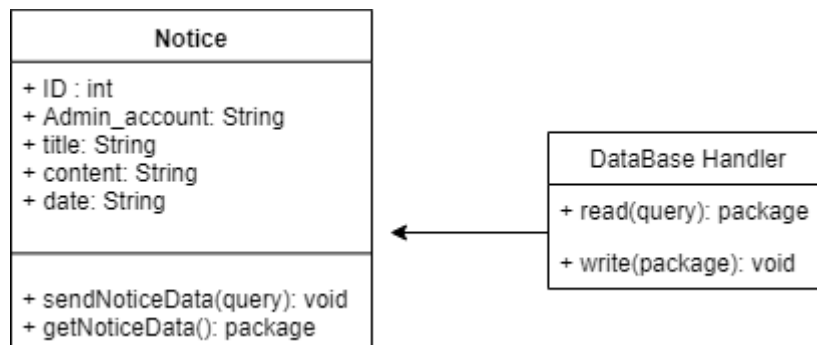 Notice
+ ID : int
+ Admin_account: String
+ title: String
+ content: String
+ date: String
+ sendNoticeData(query): void
+ getNoticeData(): package
DataBase Handler
+ read(query): package
+ write(package): void